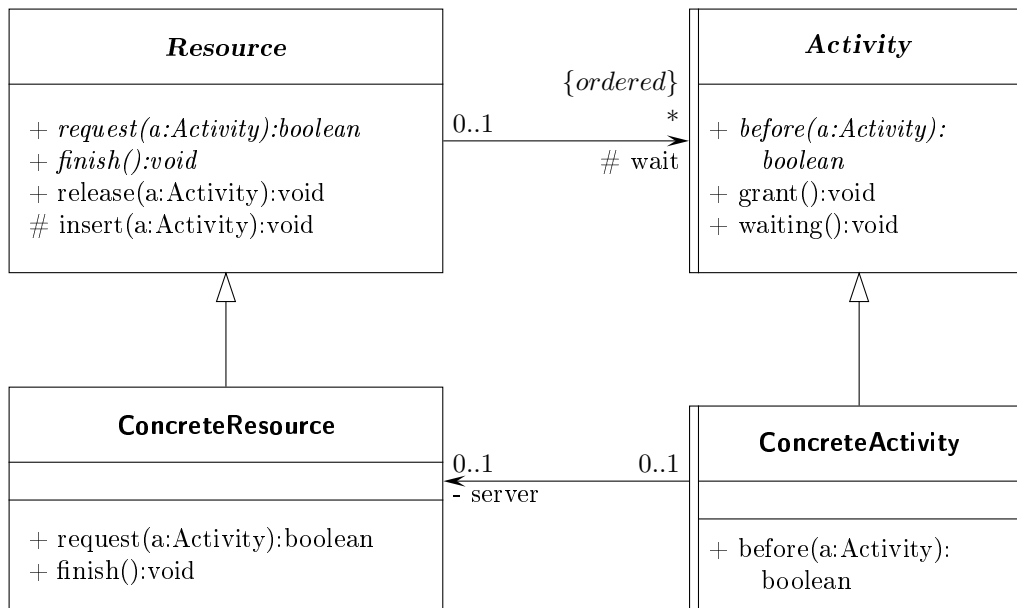 Resource
+ request(a:Activity):boolean
+ finish():void
+ release(a:Activity):void
# insert(a:Activity):void
0..1
{ordered}
*
# wait
Activity
+ before(a:Activity):
boolean
+ grant():void
+ waiting():void
ConcreteResource
+ request(a:Activity):boolean
+ finish():void
0..1
- server
0..1
ConcreteActivity
+ before(a:Activity):
boolean